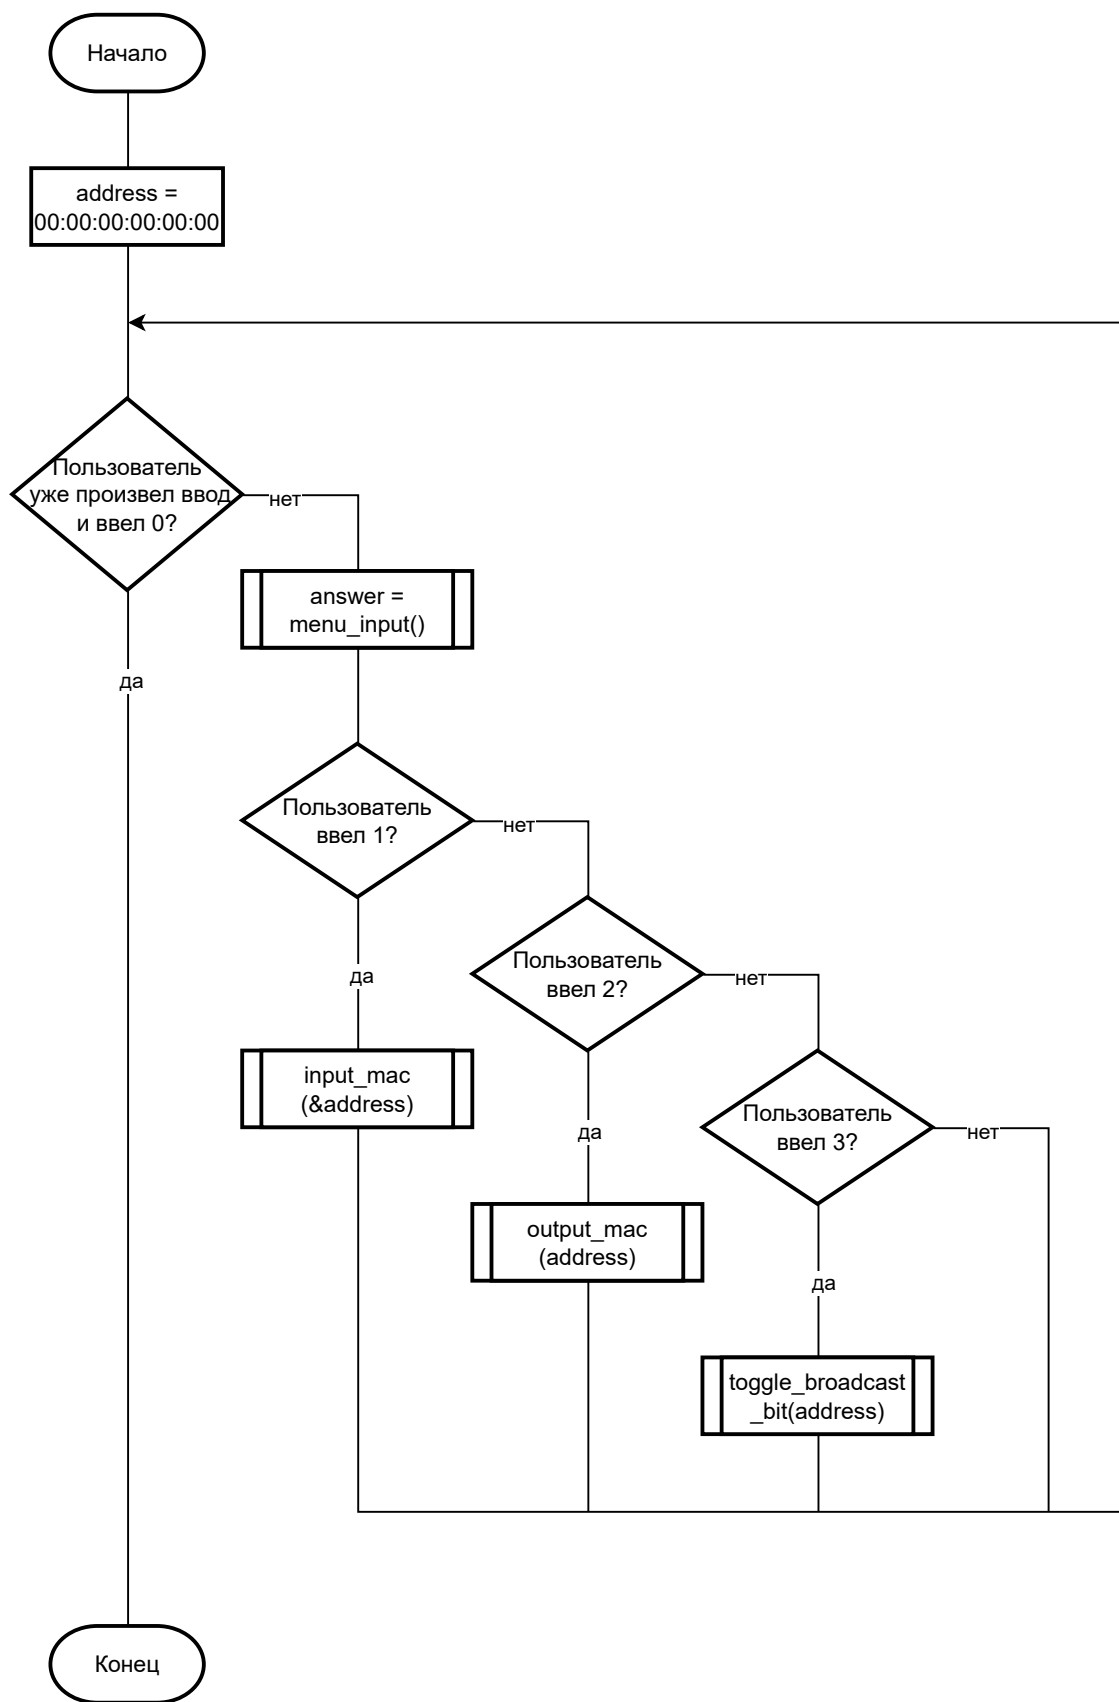 Начало
address =
00:00:00:00:00:00
Пользователь
уже произвел ввод
и ввел 0?
нет
answer =
menu_input()
да
Пользователь
ввел 1?
нет
Пользователь
ввел 2?
да
нет
input_mac
(&address)
Пользователь
ввел 3?
да
нет
output_mac
(address)
да
toggle_broadcast
_bit(address)
Конец